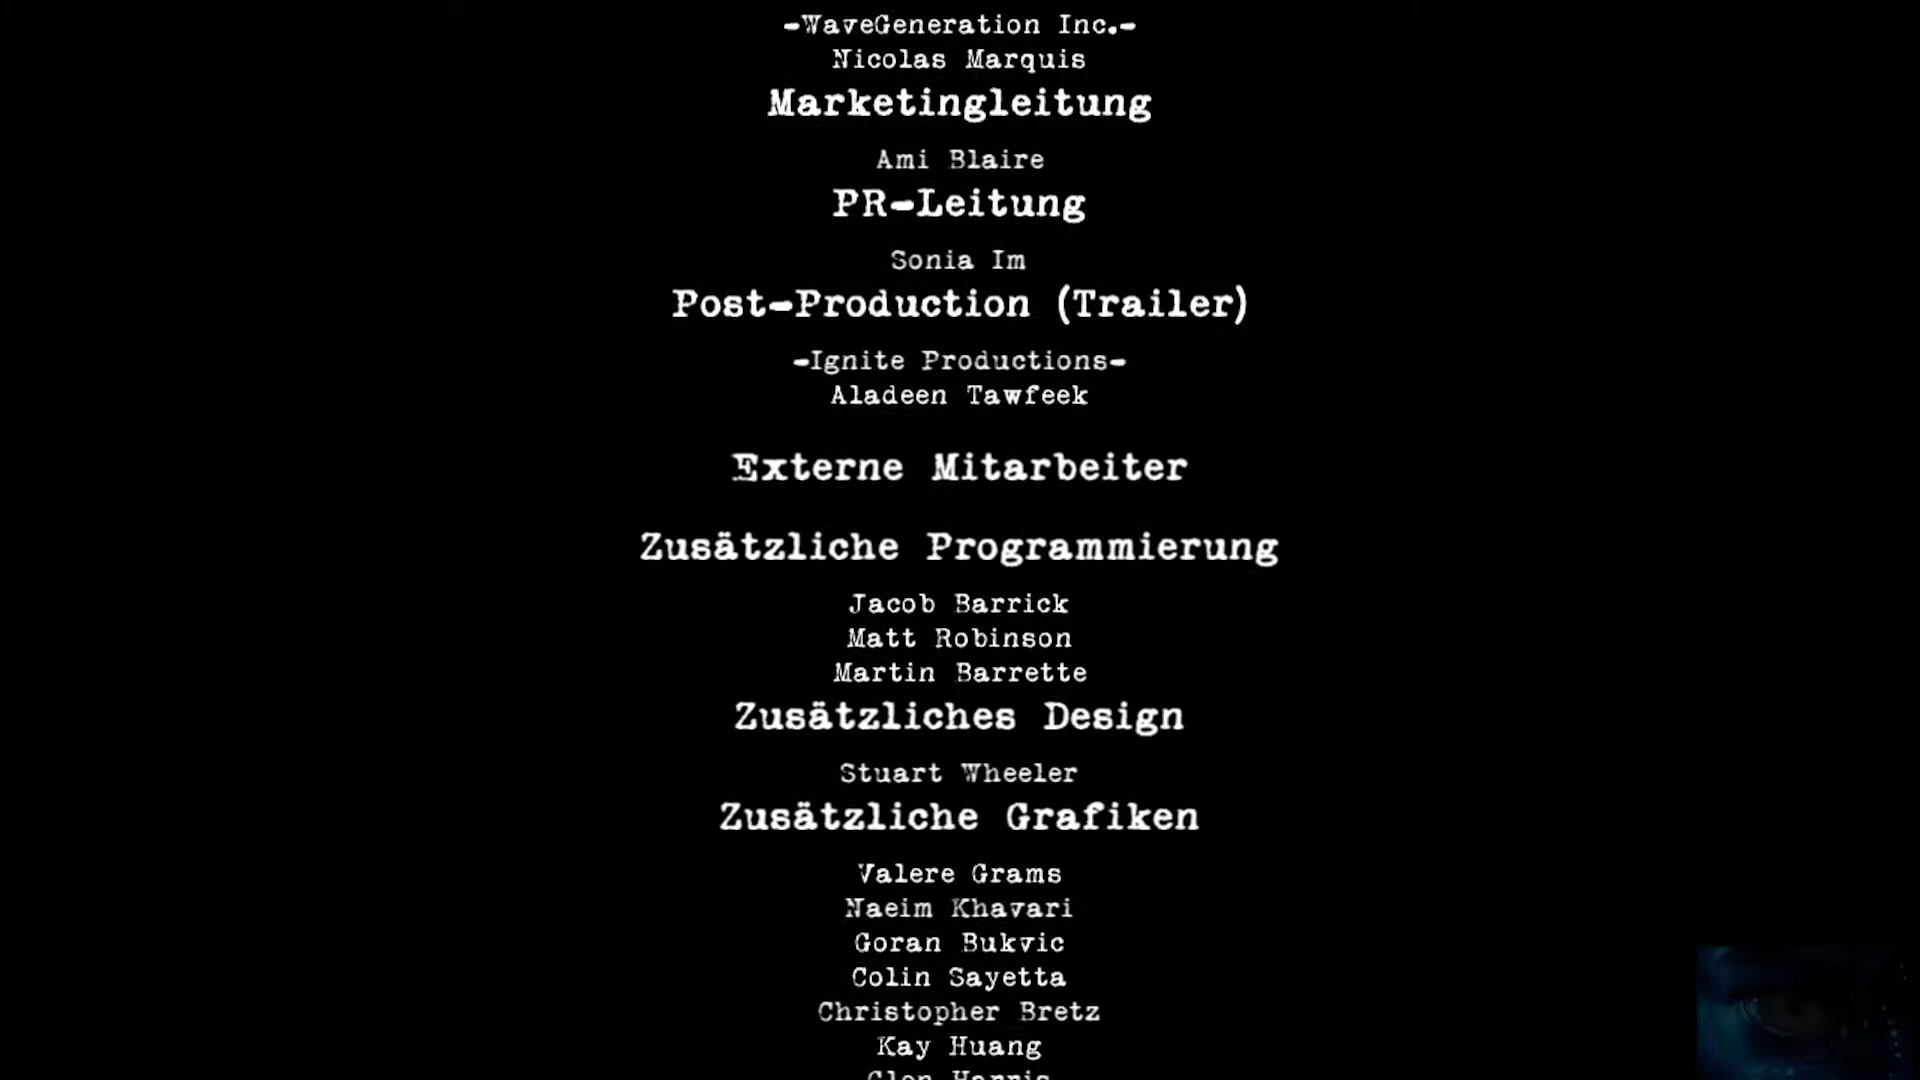 -WaveGeneration Inc.-
Nicolas Marquis
Marketingleitung
Ami Blaire
PR-Leitung
Sonia Im
Post-Production (Trailer)
-Ignite Productions-
Aladeen Tawfeek
Externe Mitarbeiter
Zusätzliche Programmierung
Jacob Barrick
Matt Robinson
Martin Barrette
Zusätzliches Design
Stuart Wheeler
Zusätzliche Grafiken
Valere Grams
Naeim Khavari
Goran Bukvic
Colin Sayetta
Christopher Bretz
Kay Huang